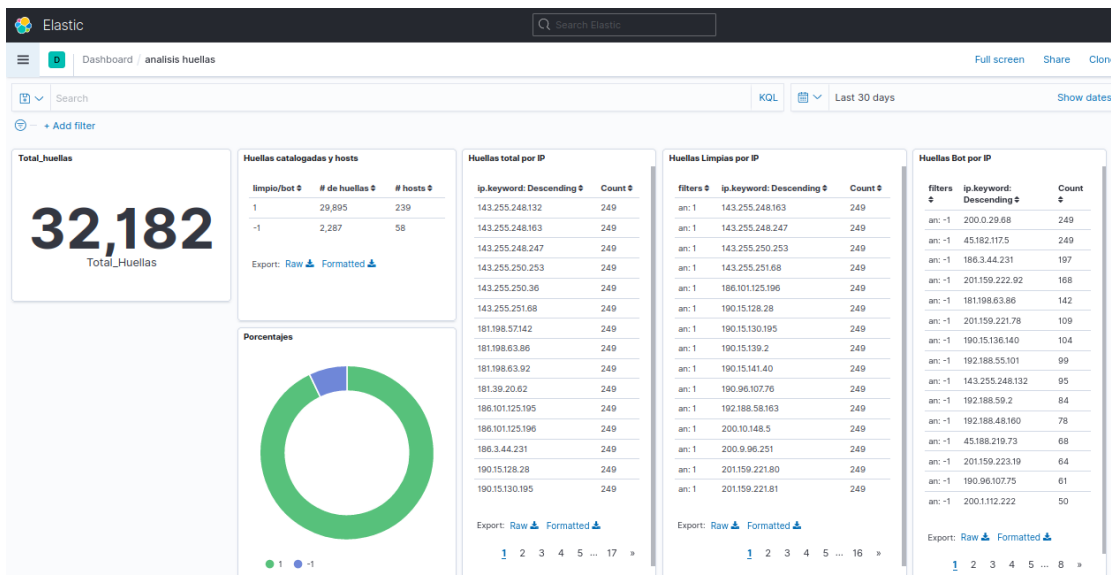 Elastic
Search Elastic
D
Dashboard / analisis huellas
Full screen Share Clone
Search
KQL
Last 30 days
Show dates
+ Add filter
Total_huellas
32,182
Total_Huellas
Huellas catalogadas y hosts
limpio/bot # de huellas # hosts
1 29,895 239
-1 2,287 58
Export: Raw Formatted
Porcentajes
1 -1
Huellas total por IP
ip.keyword: Descending Count
143.255.248.132 249
143.255.248.163 249
143.255.248.247 249
143.255.250.253 249
143.255.250.36 249
143.255.251.68 249
181.198.57.142 249
181.198.63.86 249
181.198.63.92 249
181.39.20.62 249
186.101.125.195 249
186.101.125.196 249
186.3.44.231 249
190.15.128.28 249
190.15.130.195 249
Export: Raw Formatted
1 2 3 4 5 ... 17 »
Huellas Limpias por IP
filters ip.keyword: Descending Count
an: 1 143.255.248.163 249
an: 1 143.255.248.247 249
an: 1 143.255.250.253 249
an: 1 143.255.251.68 249
an: 1 186.101.125.196 249
an: 1 190.15.128.28 249
an: 1 190.15.130.195 249
an: 1 190.15.139.2 249
an: 1 190.15.141.40 249
an: 1 190.96.107.76 249
an: 1 192.188.58.163 249
an: 1 200.10.148.5 249
an: 1 200.9.96.251 249
an: 1 201.159.221.80 249
an: 1 201.159.221.81 249
Export: Raw Formatted
1 2 3 4 5 ... 16 »
Huellas Bot por IP
filters ip.keyword: Descending Count
an: -1 200.0.29.68 249
an: -1 45.182.117.5 249
an: -1 186.3.44.231 197
an: -1 201.159.222.92 168
an: -1 181.198.63.86 142
an: -1 201.159.221.78 109
an: -1 190.15.136.140 104
an: -1 192.188.55.101 99
an: -1 143.255.248.132 95
an: -1 192.188.59.2 84
an: -1 192.188.48.160 78
an: -1 45.188.219.73 68
an: -1 201.159.223.19 64
an: -1 190.96.107.75 61
an: -1 200.1.112.222 50
Export: Raw Formatted
1 2 3 4 5 ... 8 »